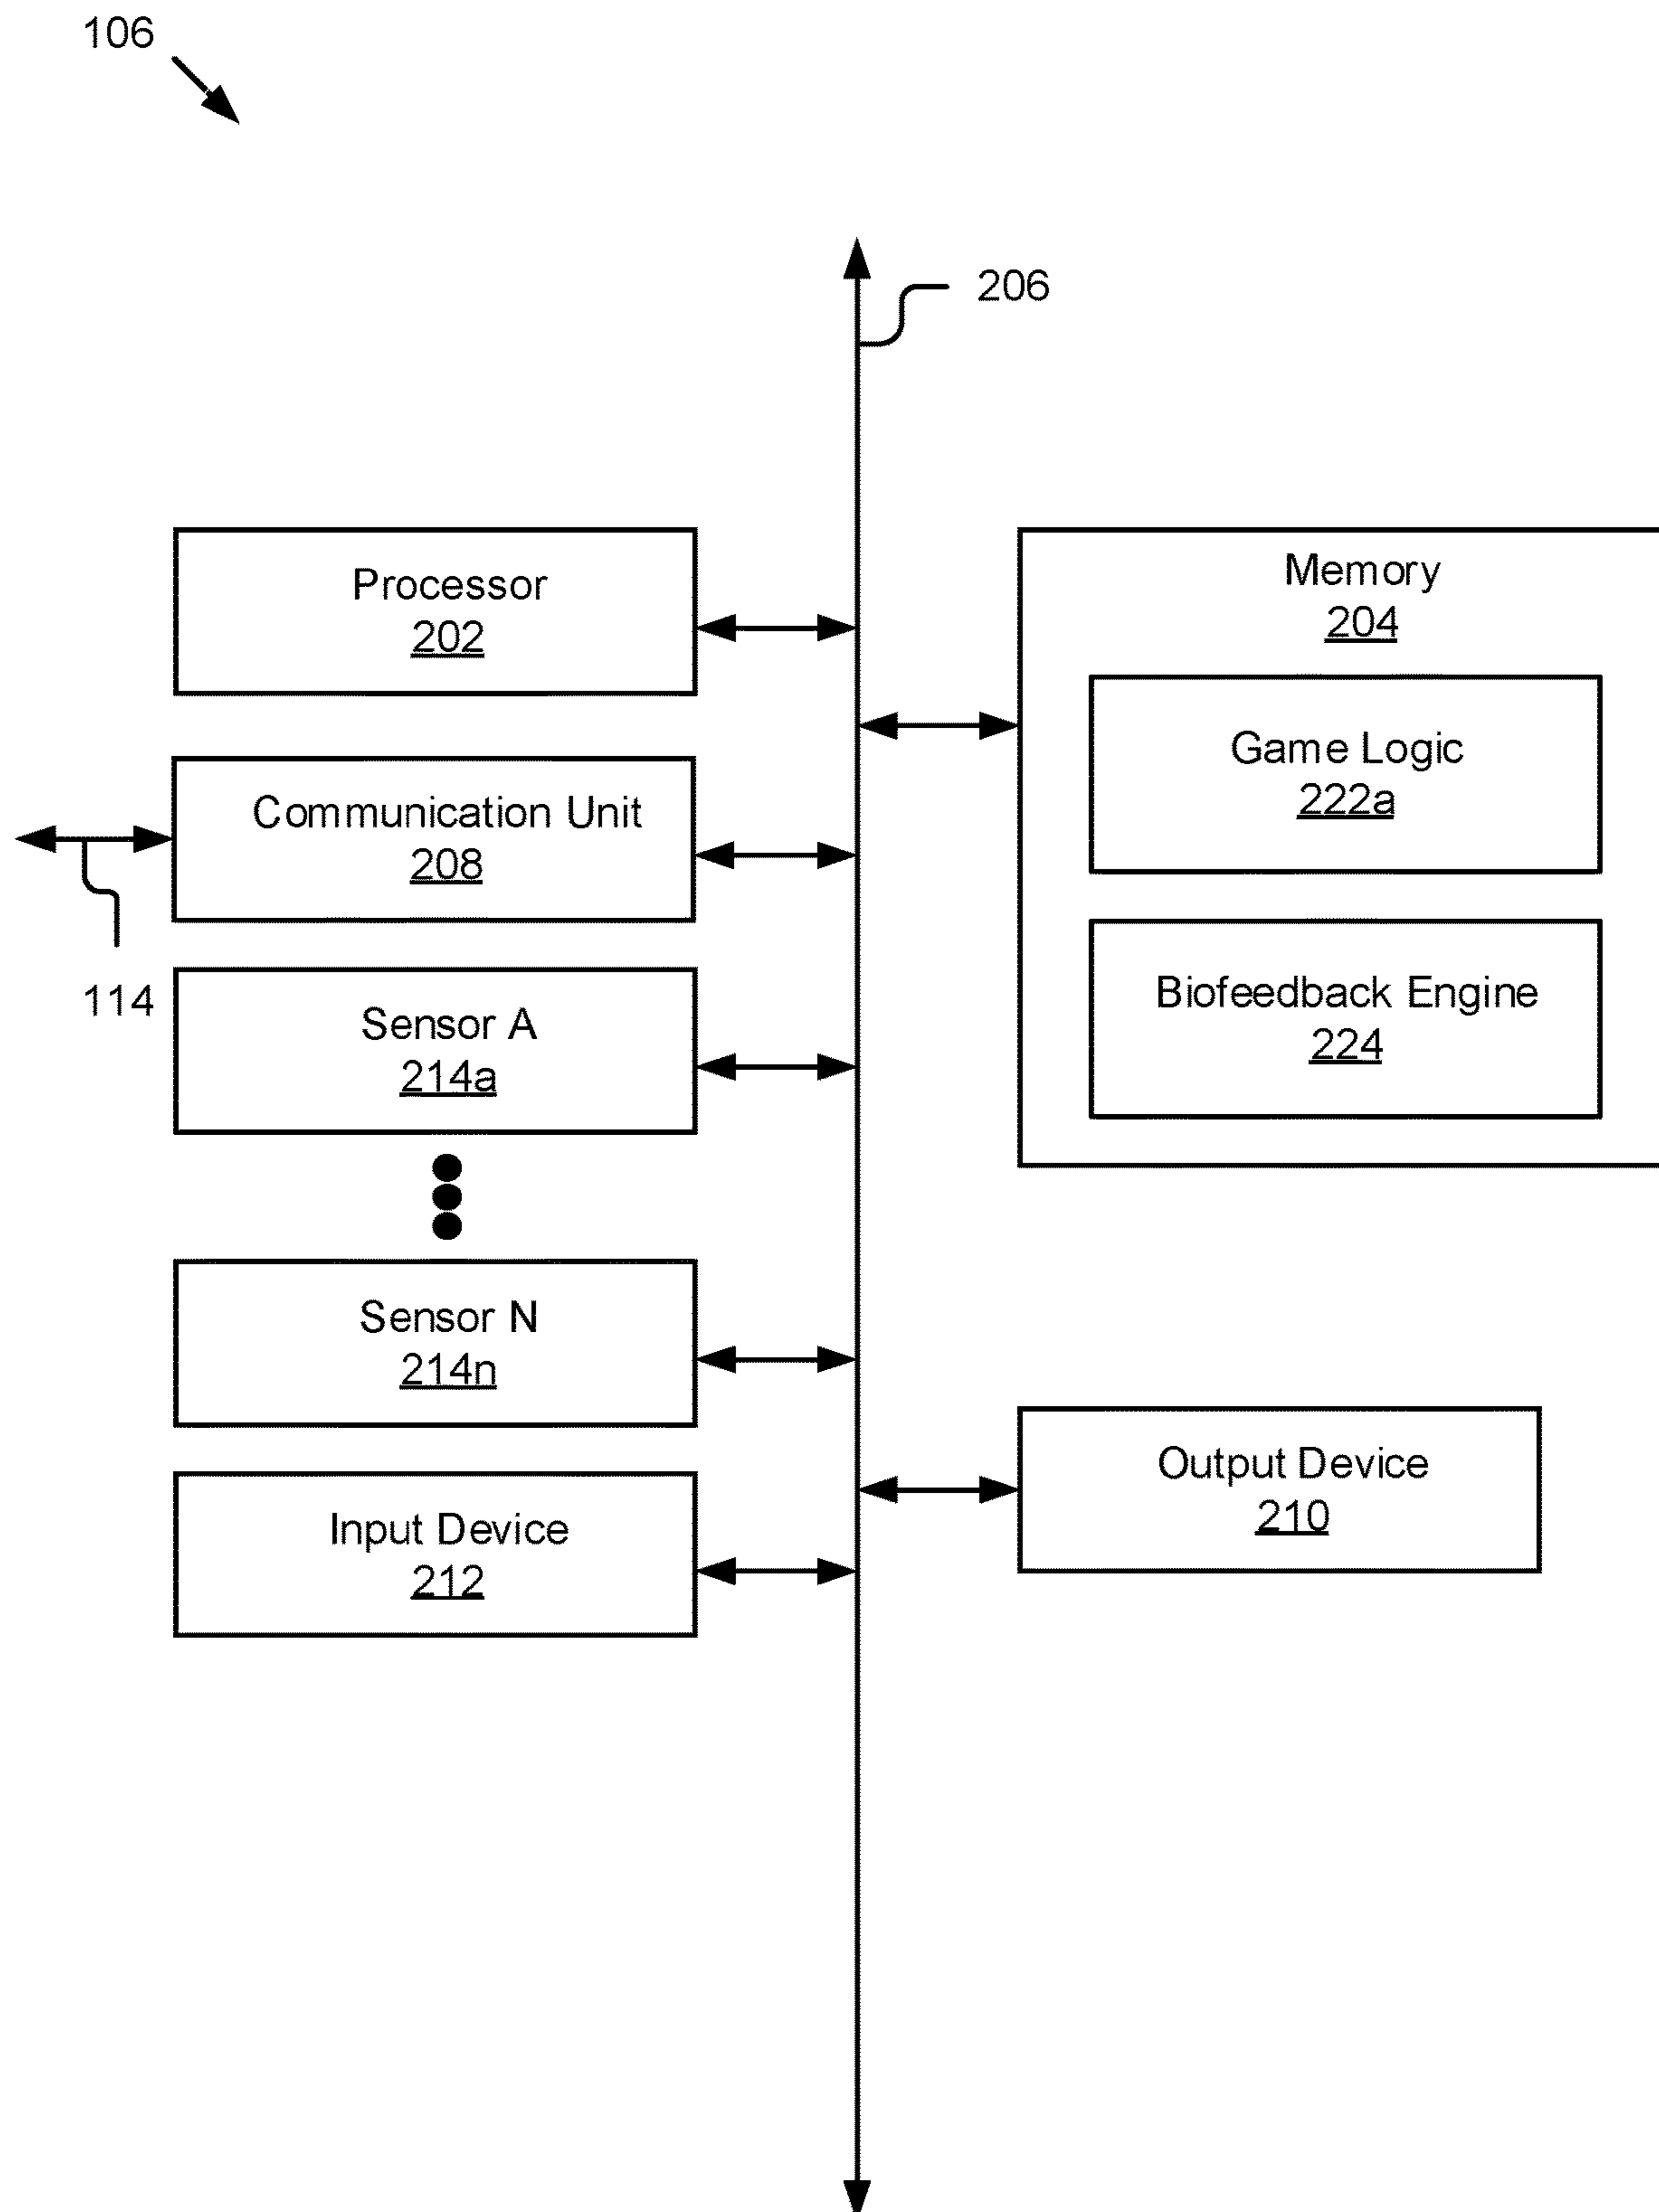 106
206
Processor
202
Communication Unit
208
114
Sensor A
214a
Sensor N
214n
Input Device
212
Memory
204
Game Logic
222a
Biofeedback Engine
224
Output Device
210